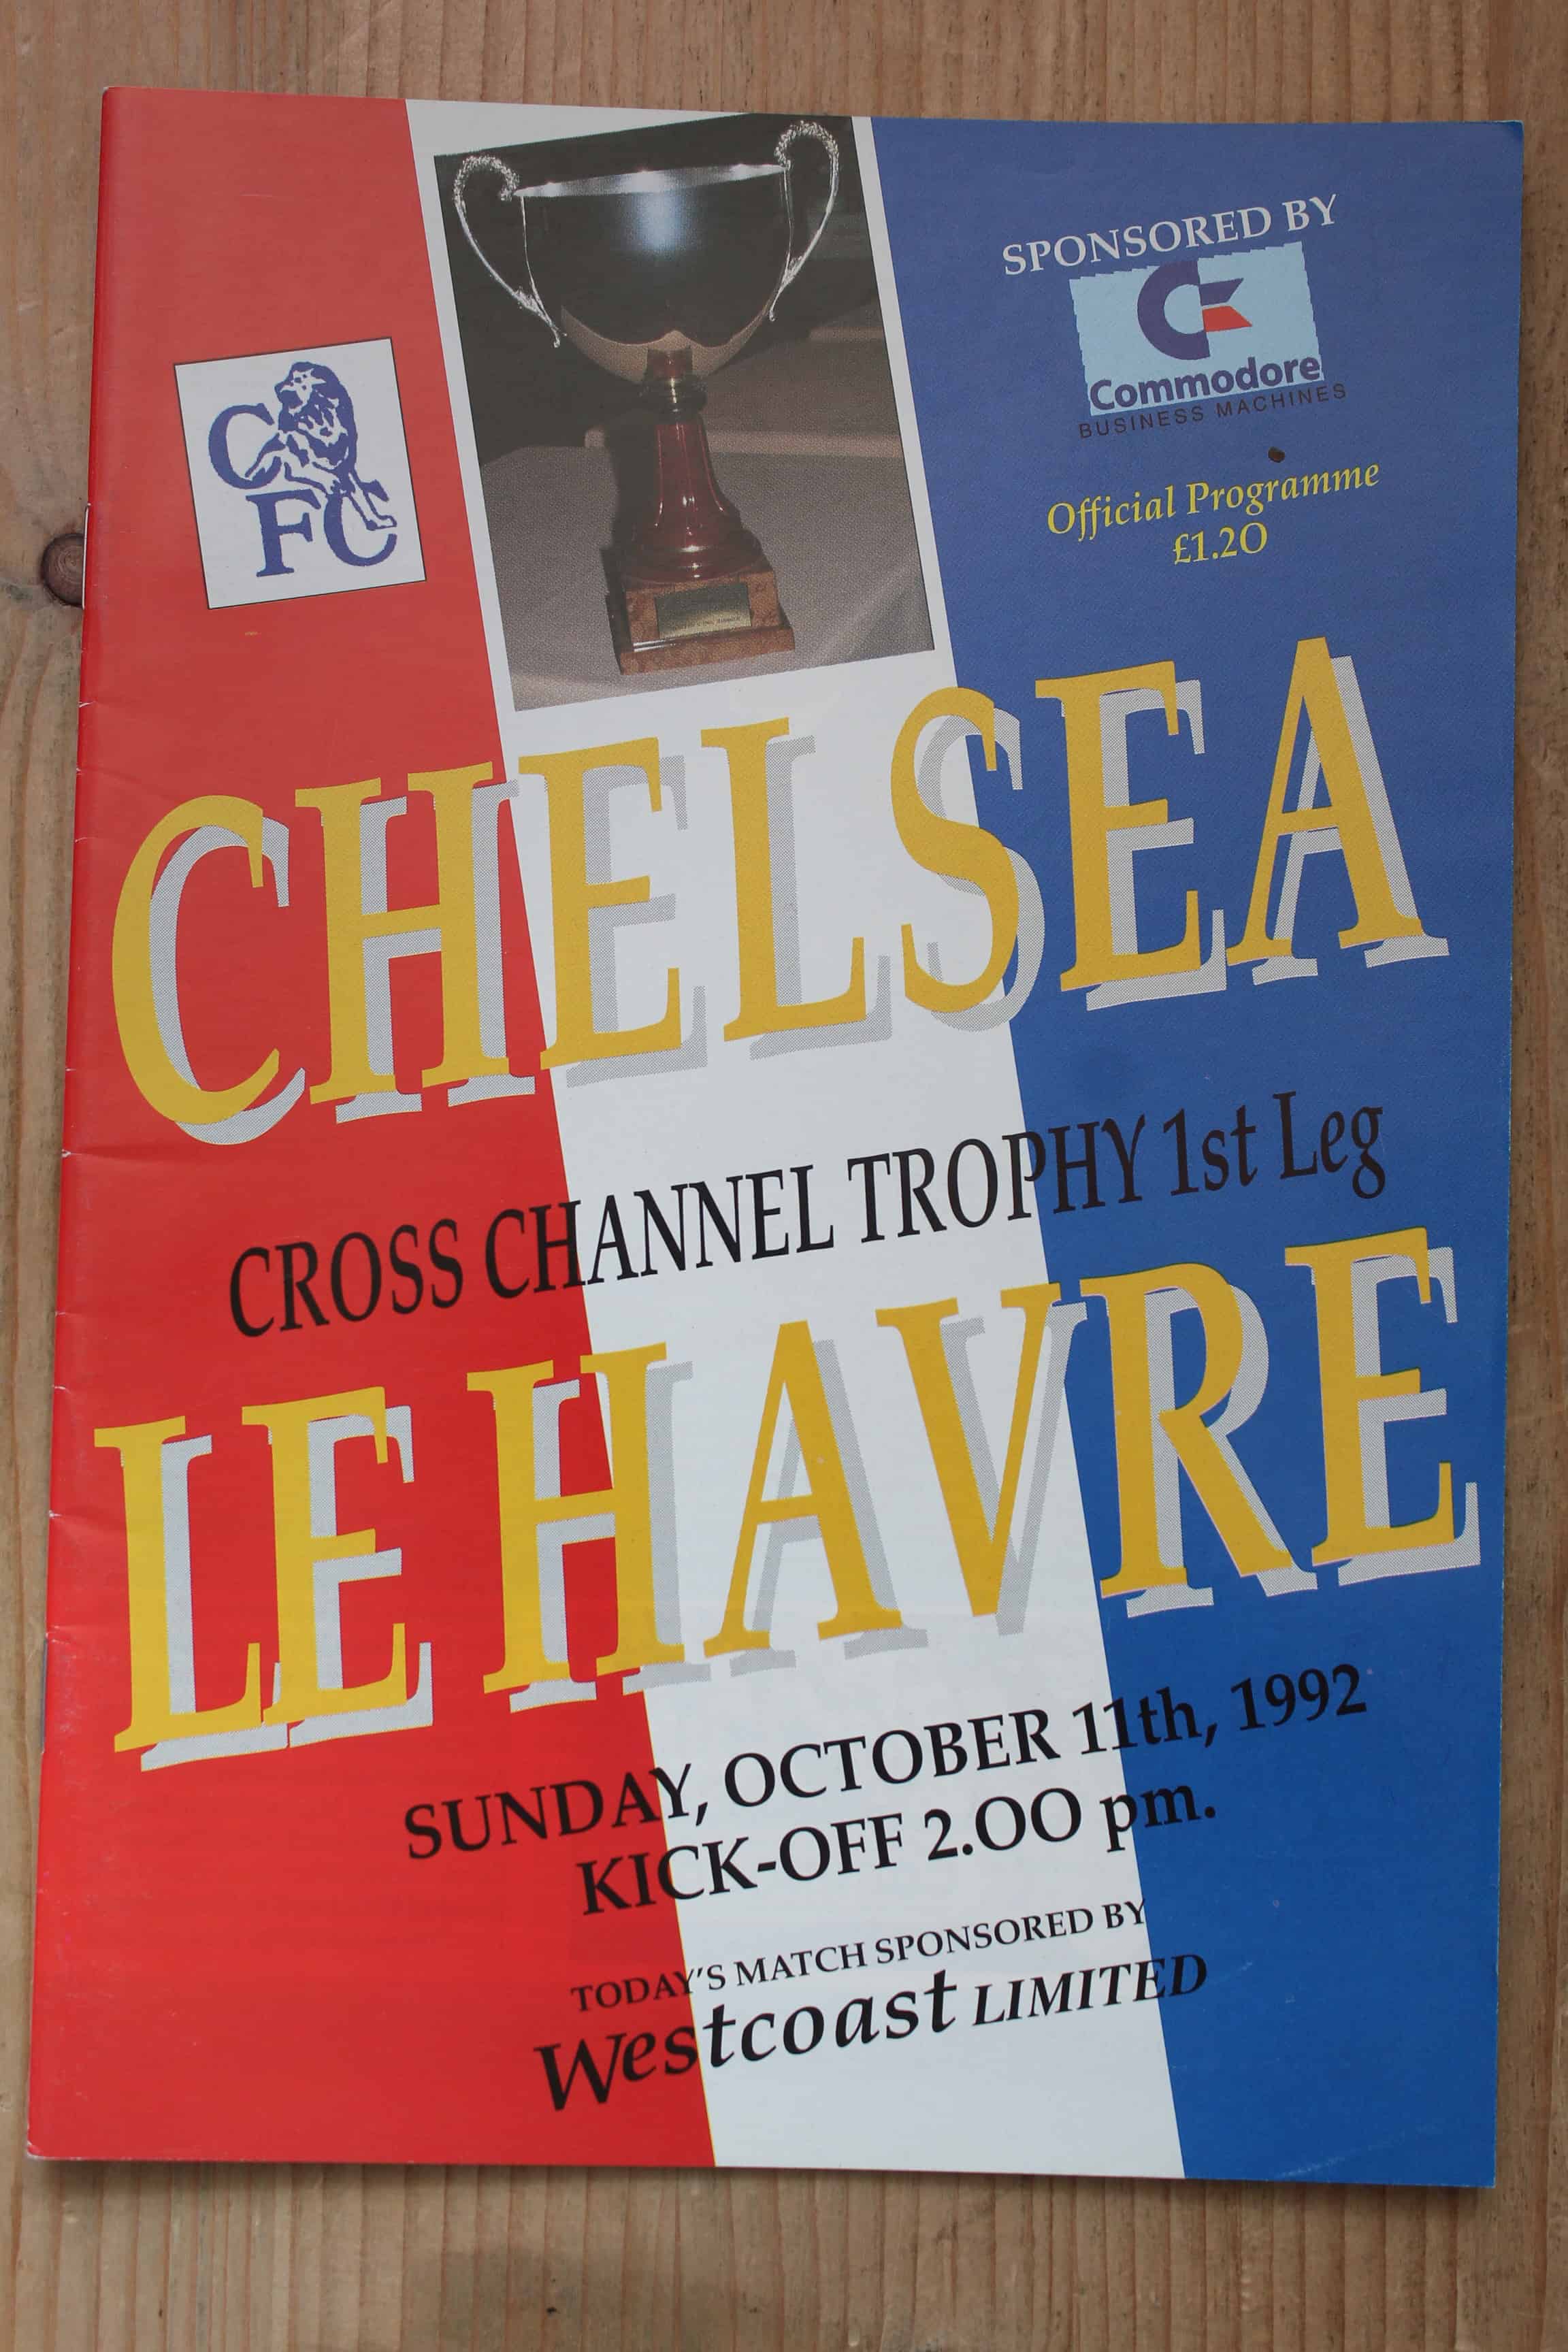 SPONSORED BY
Commodore
BUSINESS MACHINES
CFC
Official Programme
£1.20
CHELSEA
CROSS CHANNEL TROPHY 1st Leg
LE HAVRE
SUNDAY, OCTOBER 11th, 1992
KICK-OFF 2.00 pm.
TODAY'S MATCH SPONSORED BY
Westcoast LIMITED